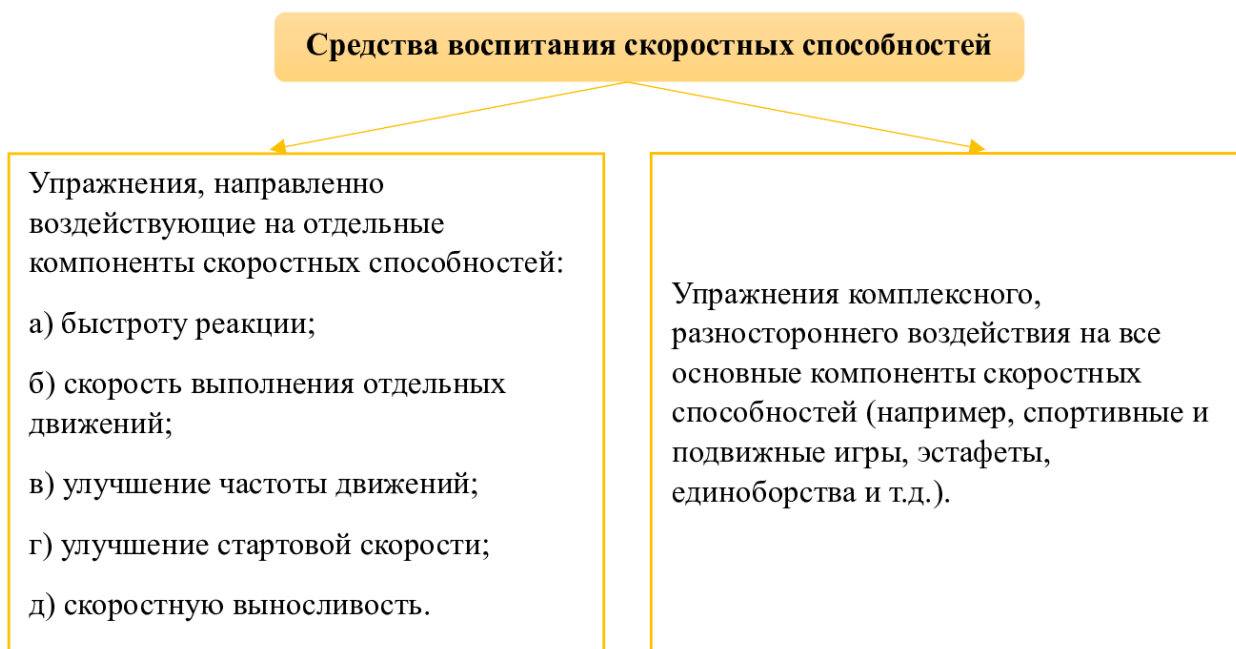 Средства воспитания скоростных способностей
Упражнения, направленно
воздействующие на отдельные
компоненты скоростных способностей:
а) быстроту реакции;
б) скорость выполнения отдельных
движений;
в) улучшение частоты движений;
г) улучшение стартовой скорости;
д) скоростную выносливость.
Упражнения комплексного,
разностороннего воздействия на все
основные компоненты скоростных
способностей (например, спортивные и
подвижные игры, эстафеты,
единоборства и т.д.).